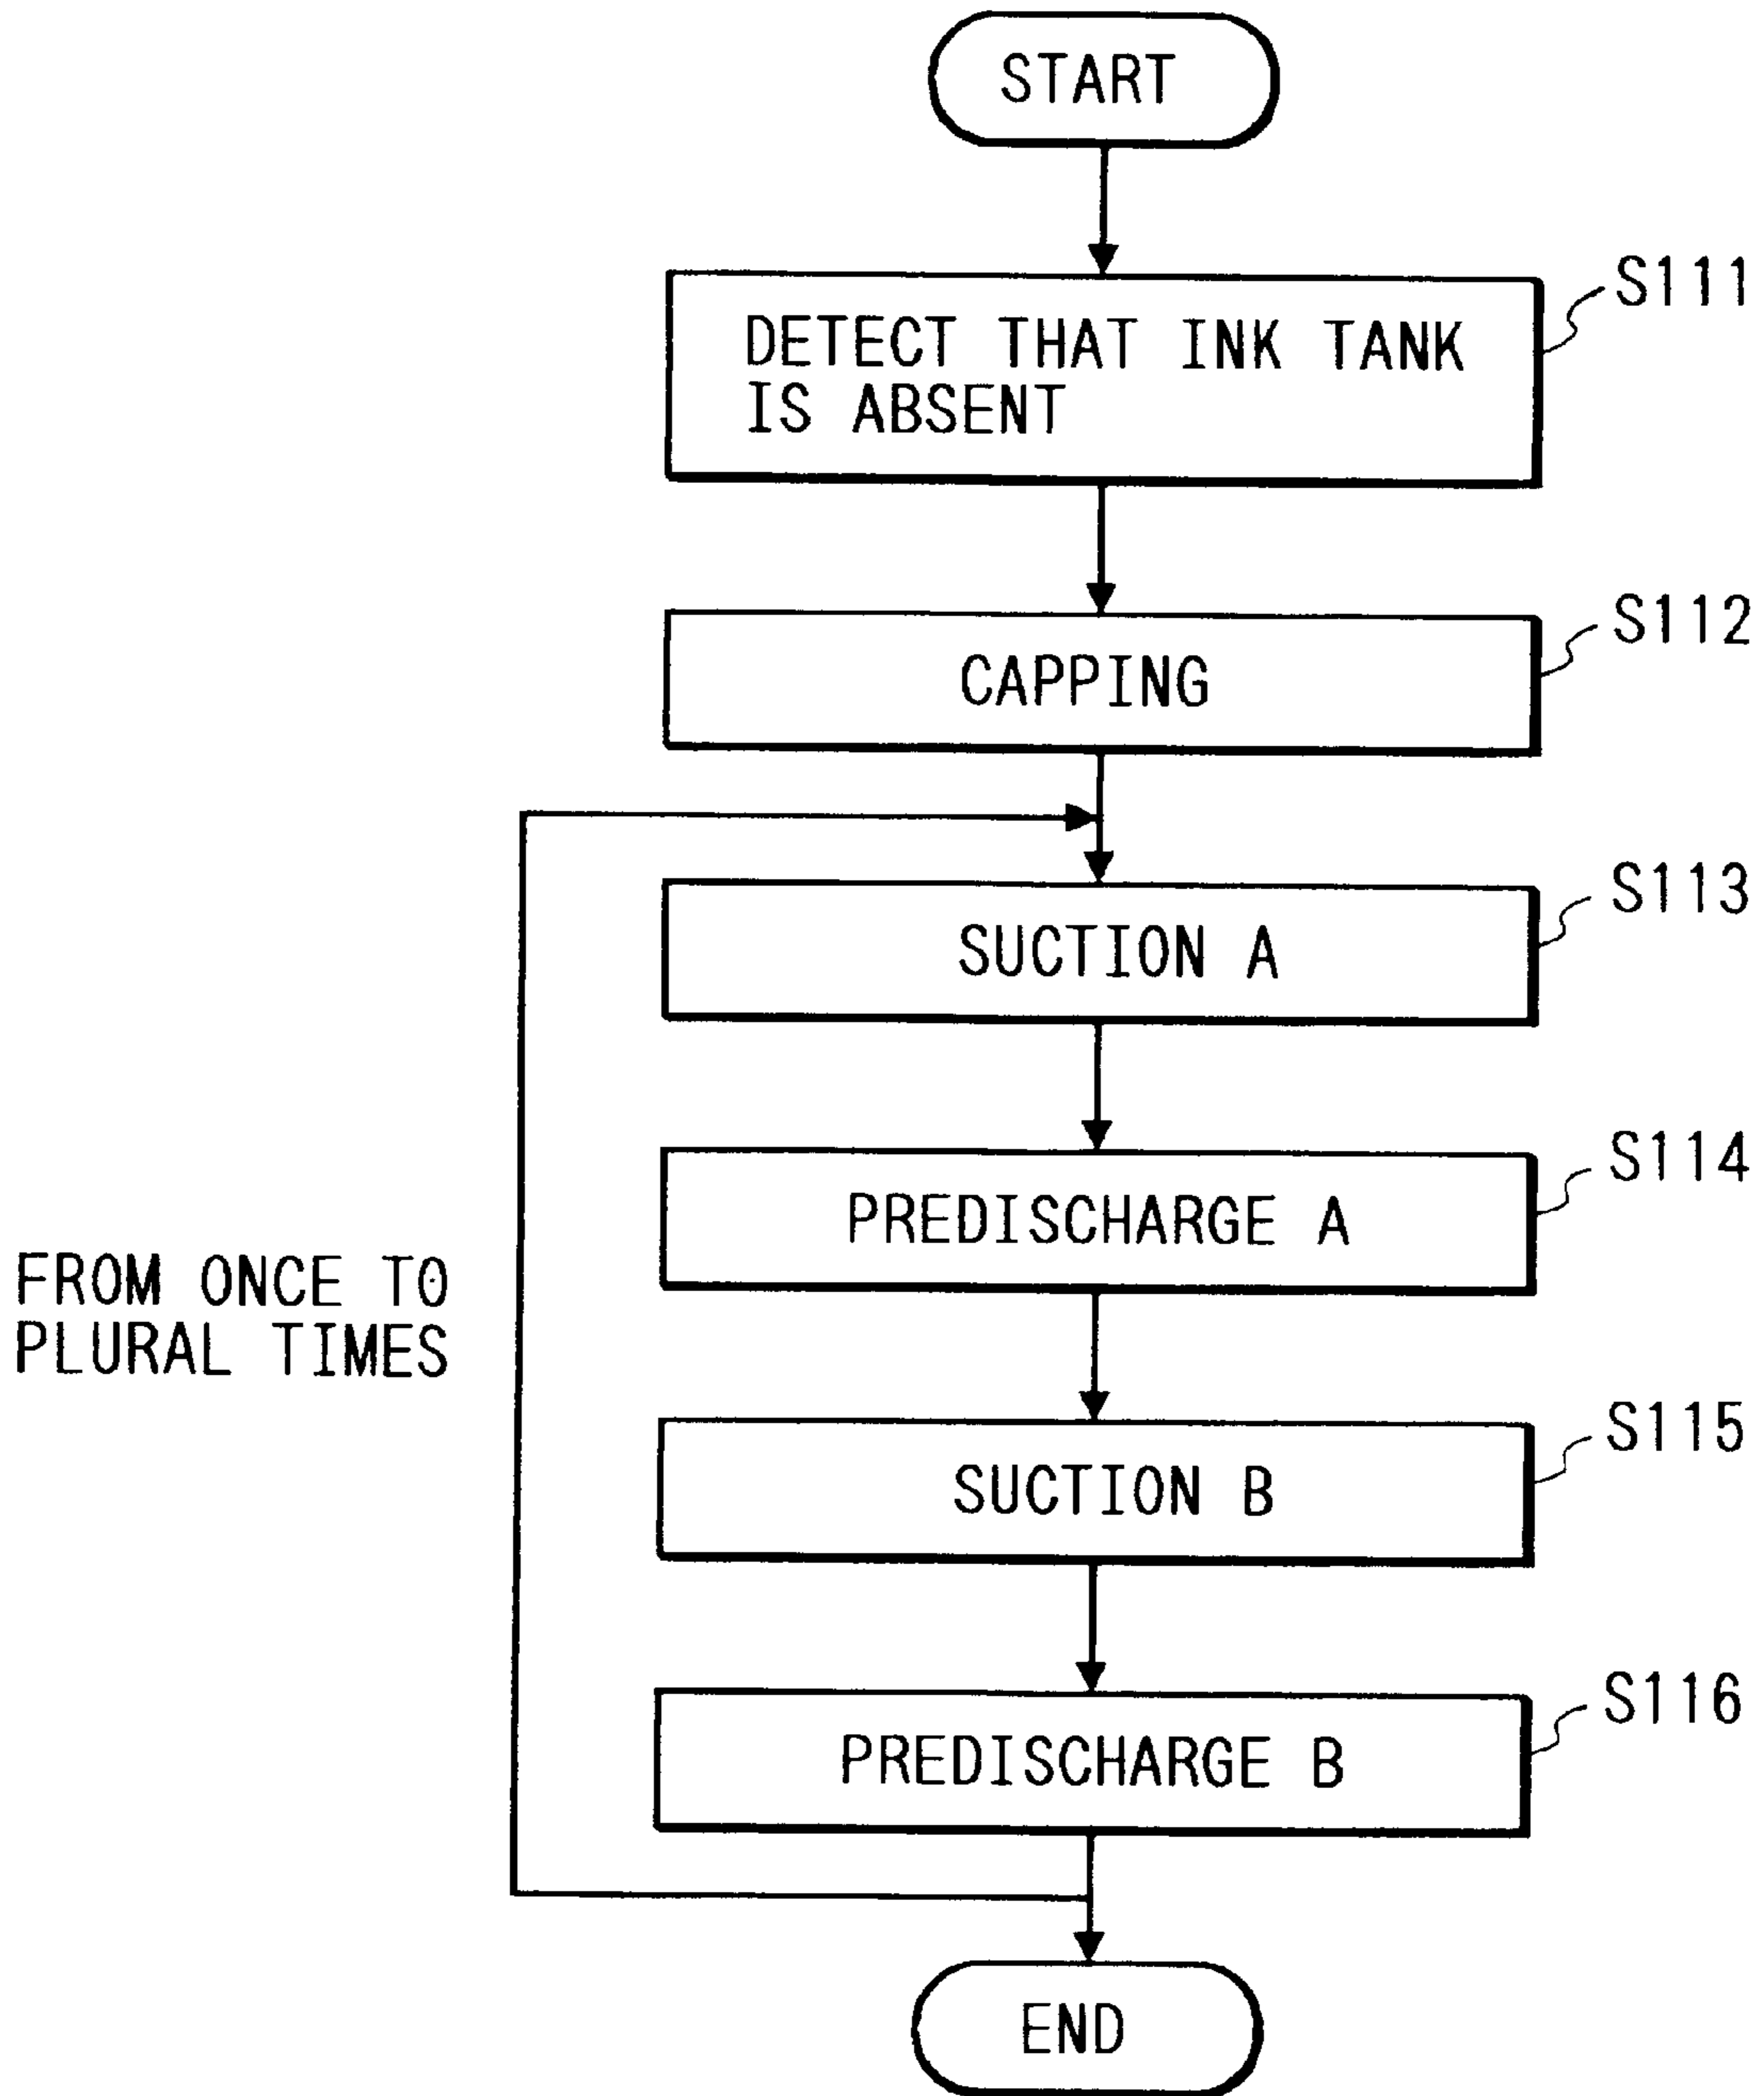 START
DETECT THAT INK TANK
IS ABSENT
S111
CAPPING
S112
SUCTION A
S113
PREDISCHARGE A
S114
FROM ONCE TO
PLURAL TIMES
SUCTION B
S115
PREDISCHARGE B
S116
END